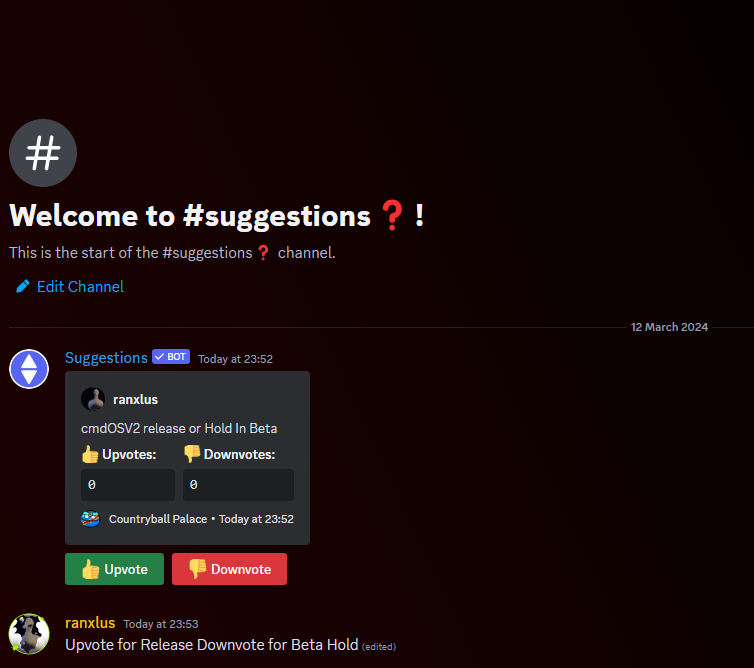 Welcome to #suggestions❓!
This is the start of the #suggestions❓ channel.
Edit Channel
12 March 2024
Suggestions ✓ BOT Today at 23:52
ranxlus
cmdOSV2 release or Hold In Beta
👍 Upvotes: 👎 Downvotes:
0 0
Countryball Palace • Today at 23:52
👍 Upvote 👎 Downvote
ranxlus Today at 23:53
Upvote for Release Downvote for Beta Hold (edited)